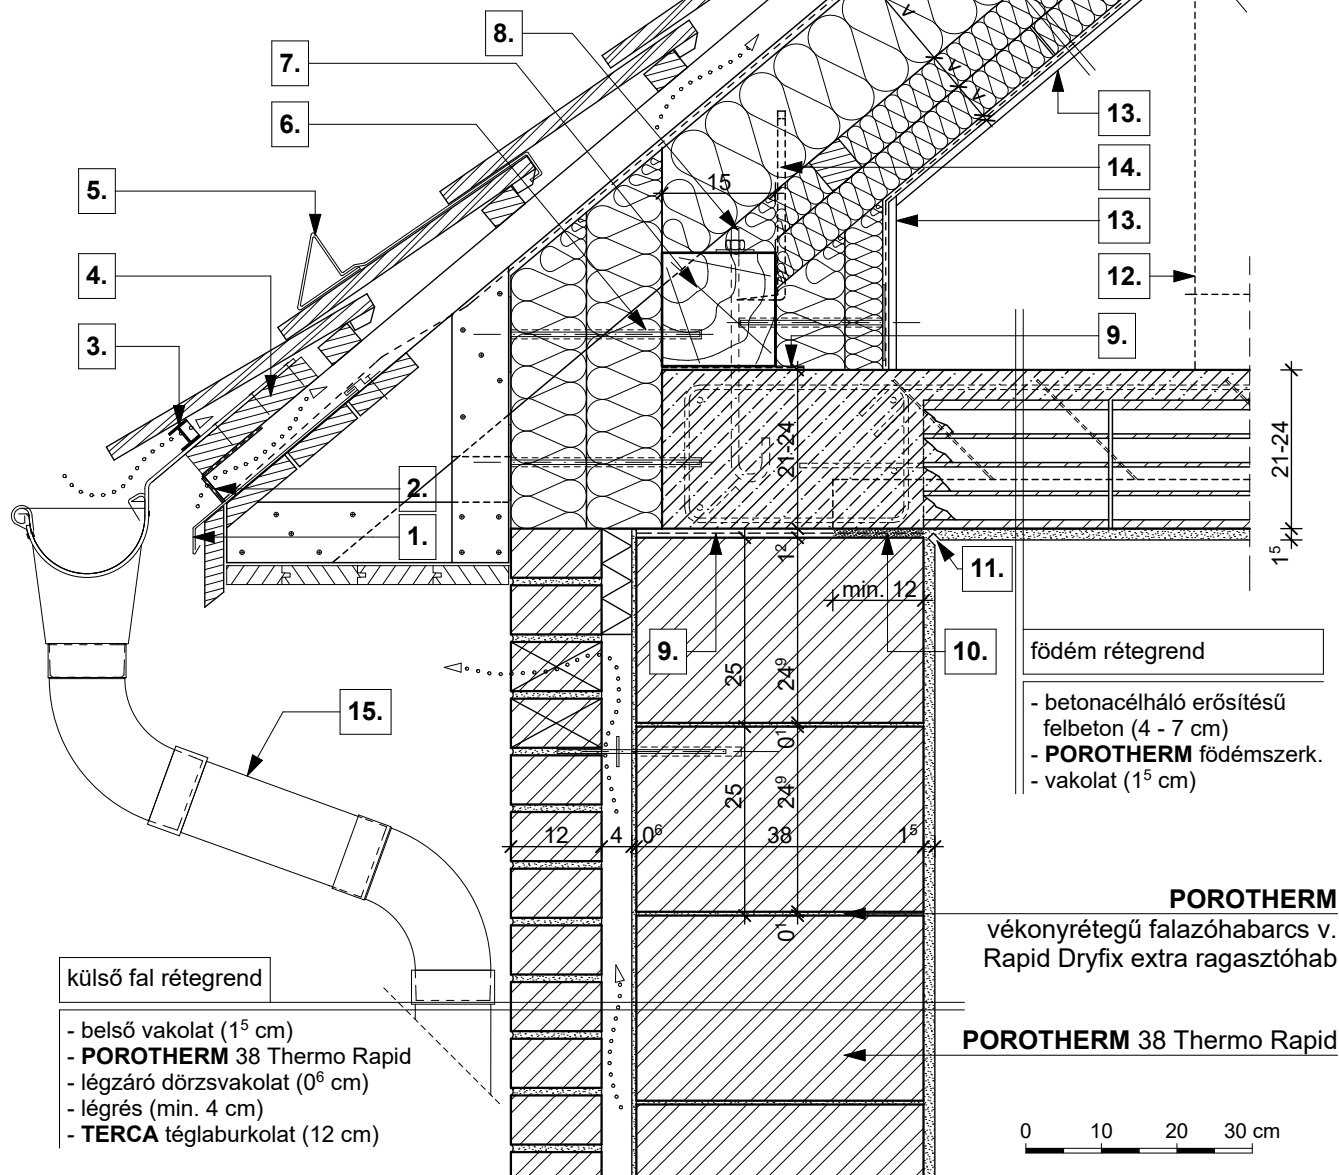 8.
7.
6.
5.
4.
3.
2.
1.
13.
14.
13.
12.
9.
15
21-24
21-24
1⁵
1²
11.
min. 12
9.
10.
25
24⁹
0¹
25
24⁹
0¹
12
4
0⁶
38
1⁵
15.
födém rétegrend
- betonacélháló erősítésű
felbeton (4 - 7 cm)
- POROTHERM födémszerk.
- vakolat (1⁵ cm)
POROTHERM
vékonyrétegű falazóhabarcs v.
Rapid Dryfix extra ragasztóhab
POROTHERM 38 Thermo Rapid
külső fal rétegrend
- belső vakolat (1⁵ cm)
- POROTHERM 38 Thermo Rapid
- légzáró dörzsvakolat (0⁶ cm)
- légrés (min. 4 cm)
- TERCA téglaburkolat (12 cm)
0 10 20 30 cm